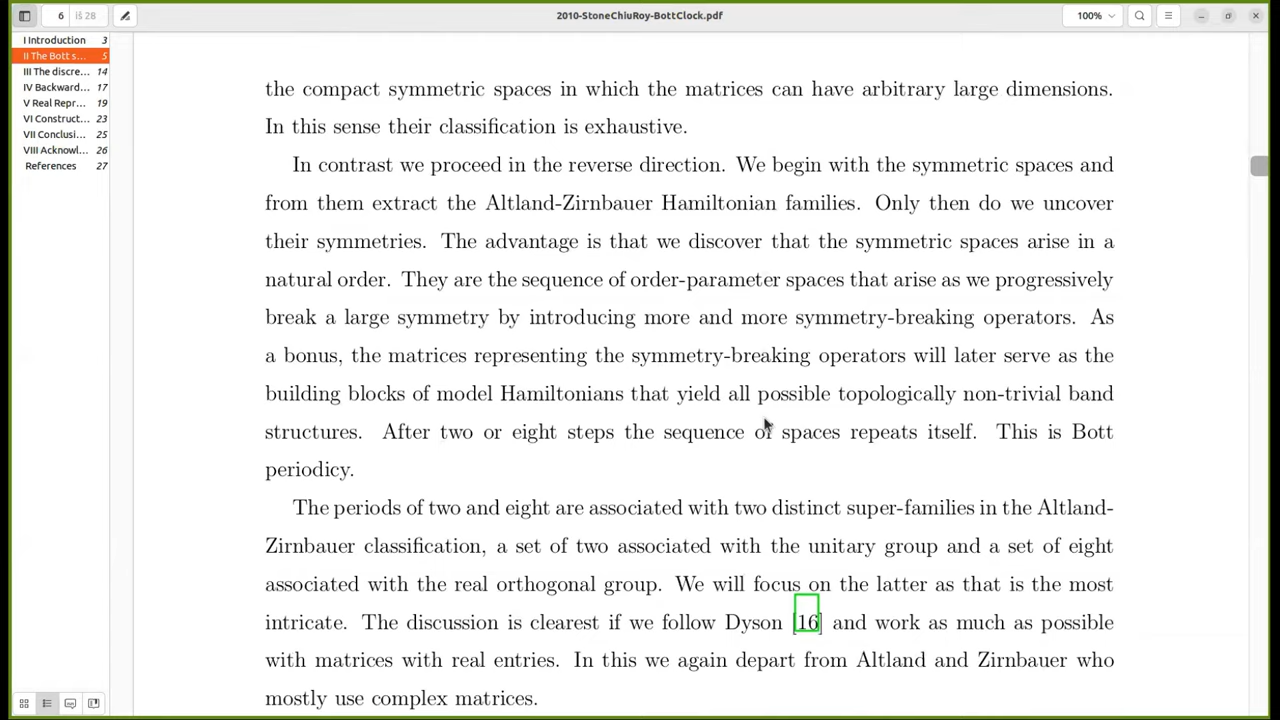 6
iš 28
2010-StoneChiuRoy-BottClock.pdf
100%
I Introduction 3
II The Bott s... 5
III The discre... 14
IV Backward... 17
V Real Repr... 19
VI Construct... 23
VII Conclusi... 25
VIII Acknowl... 26
References 27
the compact symmetric spaces in which the matrices can have arbitrary large dimensions.
In this sense their classification is exhaustive.
In contrast we proceed in the reverse direction. We begin with the symmetric spaces and
from them extract the Altland-Zirnbauer Hamiltonian families. Only then do we uncover
their symmetries. The advantage is that we discover that the symmetric spaces arise in a
natural order. They are the sequence of order-parameter spaces that arise as we progressively
break a large symmetry by introducing more and more symmetry-breaking operators. As
a bonus, the matrices representing the symmetry-breaking operators will later serve as the
building blocks of model Hamiltonians that yield all possible topologically non-trivial band
structures. After two or eight steps the sequence of spaces repeats itself. This is Bott
periodicy.
The periods of two and eight are associated with two distinct super-families in the Altland-
Zirnbauer classification, a set of two associated with the unitary group and a set of eight
associated with the real orthogonal group. We will focus on the latter as that is the most
intricate. The discussion is clearest if we follow Dyson [16] and work as much as possible
with matrices with real entries. In this we again depart from Altland and Zirnbauer who
mostly use complex matrices.